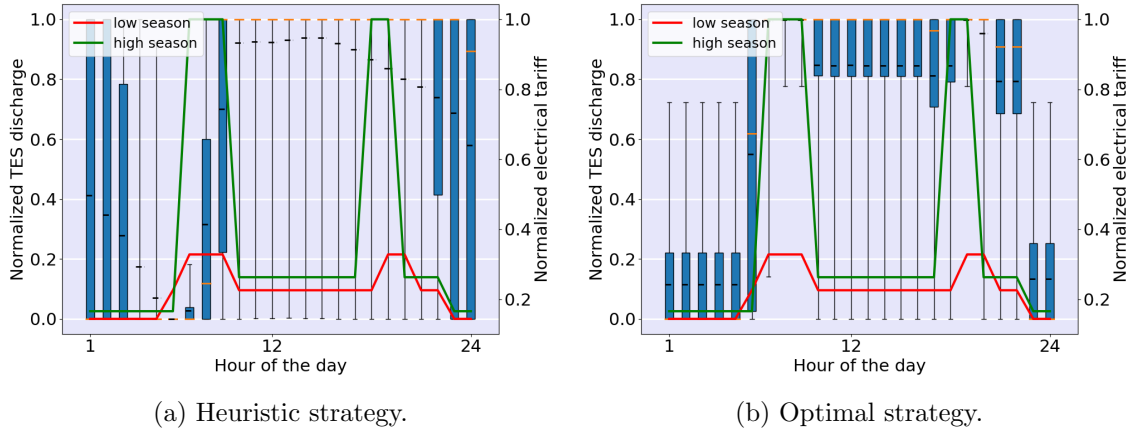 low season
high season
Normalized TES discharge
1.0
0.8
0.6
0.4
0.2
0.0
1
12
24
Hour of the day
1.0
0.8
0.6
0.4
0.2
Normalized electrical tariff
(a) Heuristic strategy.
low season
high season
Normalized TES discharge
1.0
0.8
0.6
0.4
0.2
0.0
1
12
24
Hour of the day
1.0
0.8
0.6
0.4
0.2
Normalized electrical tariff
(b) Optimal strategy.